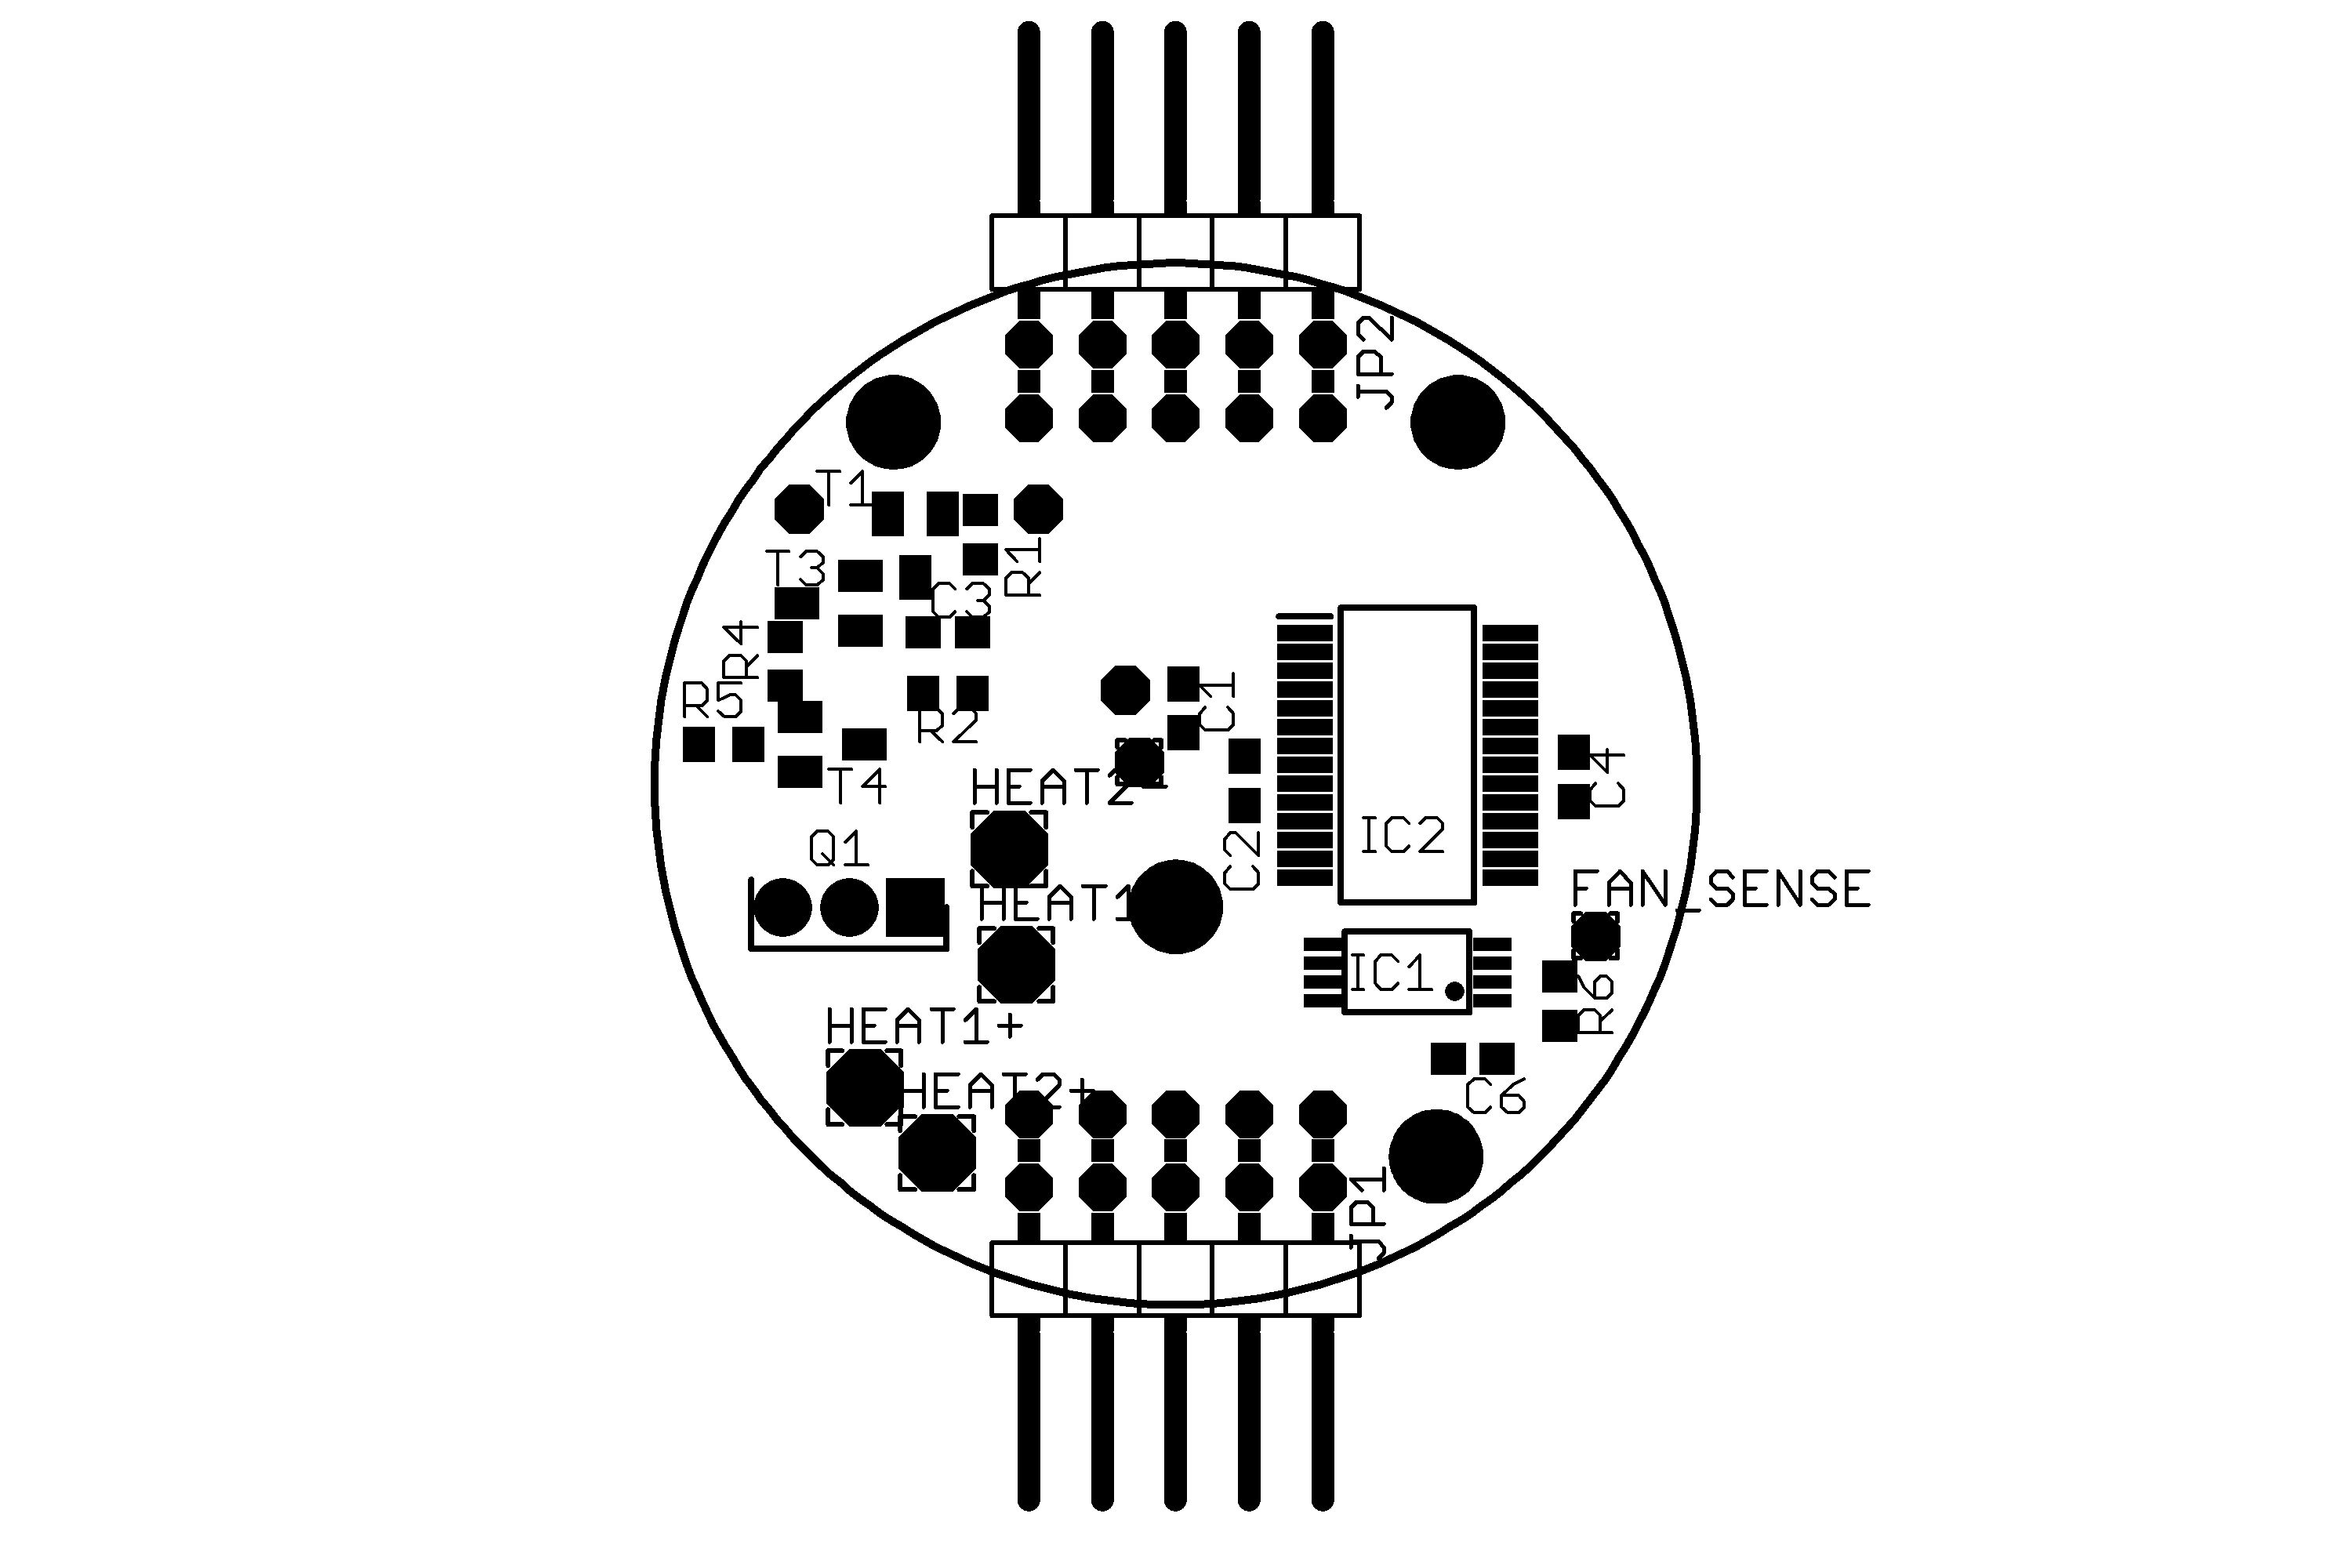 JP2
T1
T3
R1
C3
R4
R5
R2
C1
T4
HEAT2-
C4
Q1
IC2
C2
FAN_SENSE
HEAT1
IC1
R6
HEAT1+
HEAT2+
C6
JP1